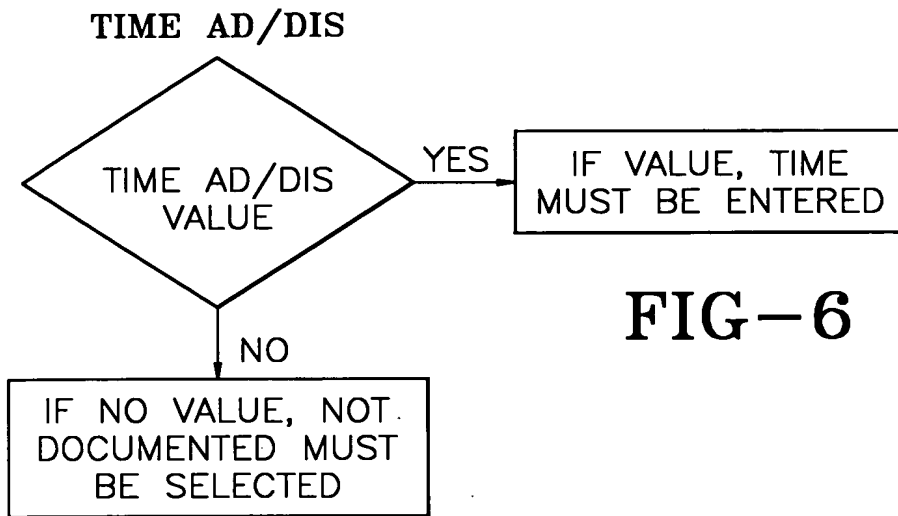 TIME AD/DIS
TIME AD/DIS
VALUE
YES
IF VALUE, TIME
MUST BE ENTERED
FIG-6
NO
IF NO VALUE, NOT
DOCUMENTED MUST
BE SELECTED